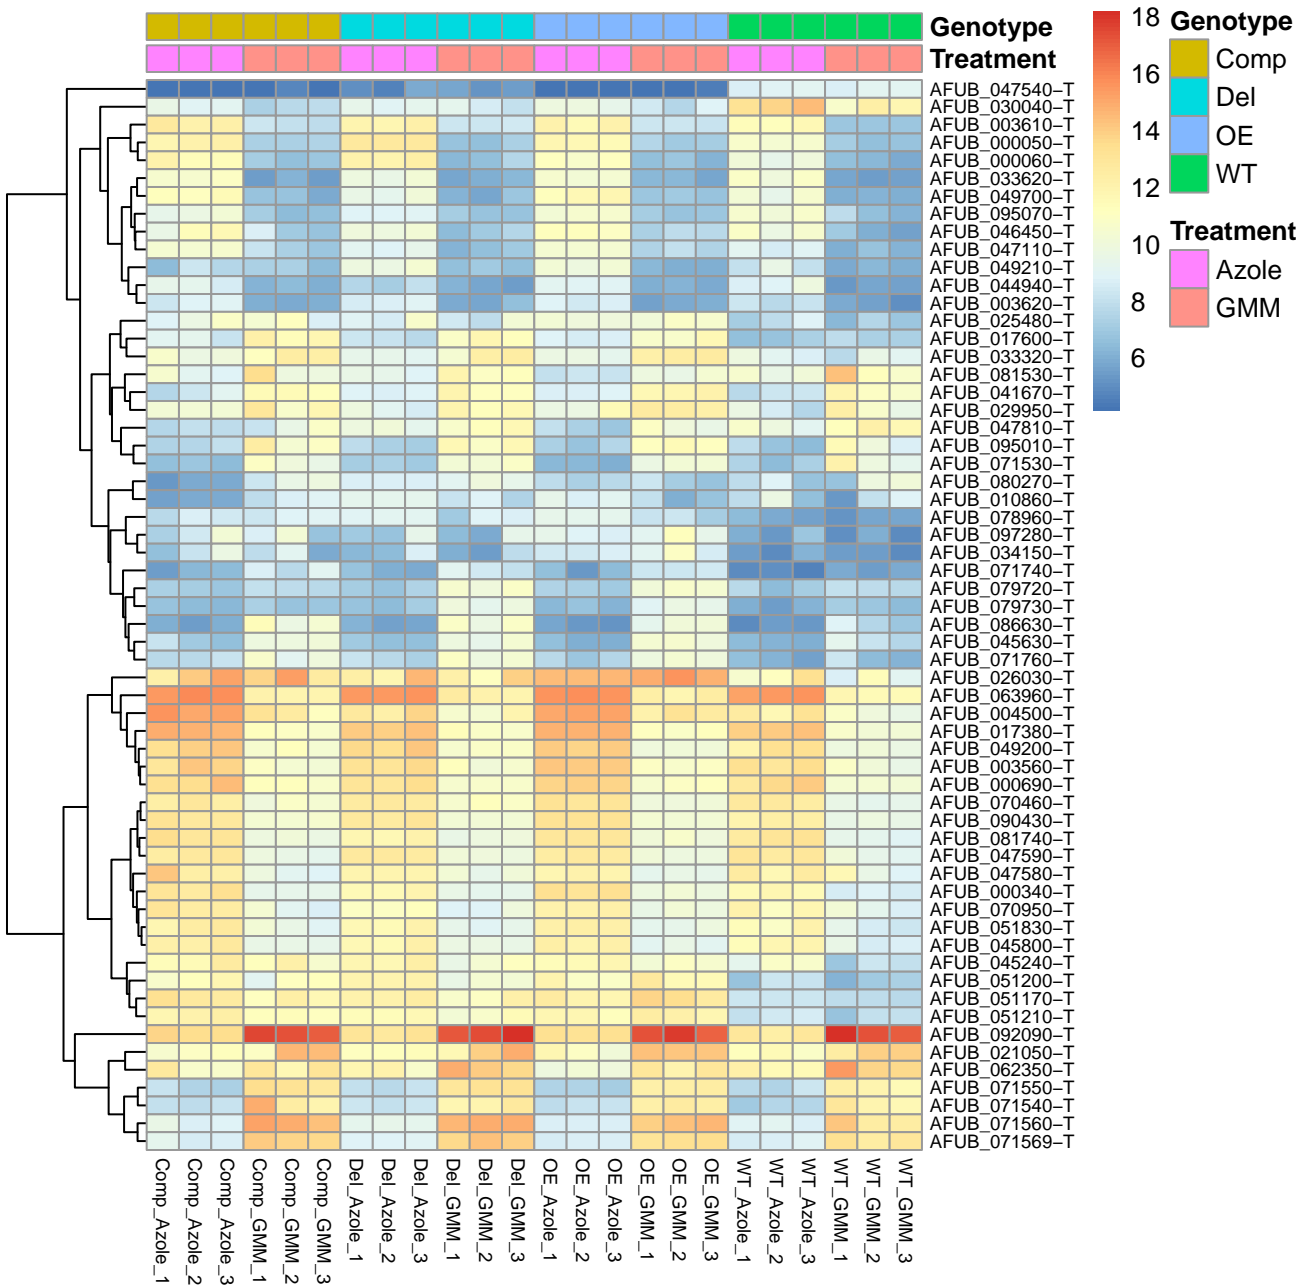 Genotype
Treatment
AFUB_047540−T
AFUB_030040−T
AFUB_003610−T
AFUB_000050−T
AFUB_000060−T
AFUB_033620−T
AFUB_049700−T
AFUB_095070−T
AFUB_046450−T
AFUB_047110−T
AFUB_049210−T
AFUB_044940−T
AFUB_003620−T
AFUB_025480−T
AFUB_017600−T
AFUB_033320−T
AFUB_081530−T
AFUB_041670−T
AFUB_029950−T
AFUB_047810−T
AFUB_095010−T
AFUB_071530−T
AFUB_080270−T
AFUB_010860−T
AFUB_078960−T
AFUB_097280−T
AFUB_034150−T
AFUB_071740−T
AFUB_079720−T
AFUB_079730−T
AFUB_086630−T
AFUB_045630−T
AFUB_071760−T
AFUB_026030−T
AFUB_063960−T
AFUB_004500−T
AFUB_017380−T
AFUB_049200−T
AFUB_003560−T
AFUB_000690−T
AFUB_070460−T
AFUB_090430−T
AFUB_081740−T
AFUB_047590−T
AFUB_047580−T
AFUB_000340−T
AFUB_070950−T
AFUB_051830−T
AFUB_045800−T
AFUB_045240−T
AFUB_051200−T
AFUB_051170−T
AFUB_051210−T
AFUB_092090−T
AFUB_021050−T
AFUB_062350−T
AFUB_071550−T
AFUB_071540−T
AFUB_071560−T
AFUB_071569−T
Comp_Azole_1
Comp_Azole_2
Comp_Azole_3
Comp_GMM_1
Comp_GMM_2
Comp_GMM_3
Del_Azole_1
Del_Azole_2
Del_Azole_3
Del_GMM_1
Del_GMM_2
Del_GMM_3
OE_Azole_1
OE_Azole_2
OE_Azole_3
OE_GMM_1
OE_GMM_2
OE_GMM_3
WT_Azole_1
WT_Azole_2
WT_Azole_3
WT_GMM_1
WT_GMM_2
WT_GMM_3
18
16
14
12
10
8
6
Genotype
Comp
Del
OE
WT
Treatment
Azole
GMM